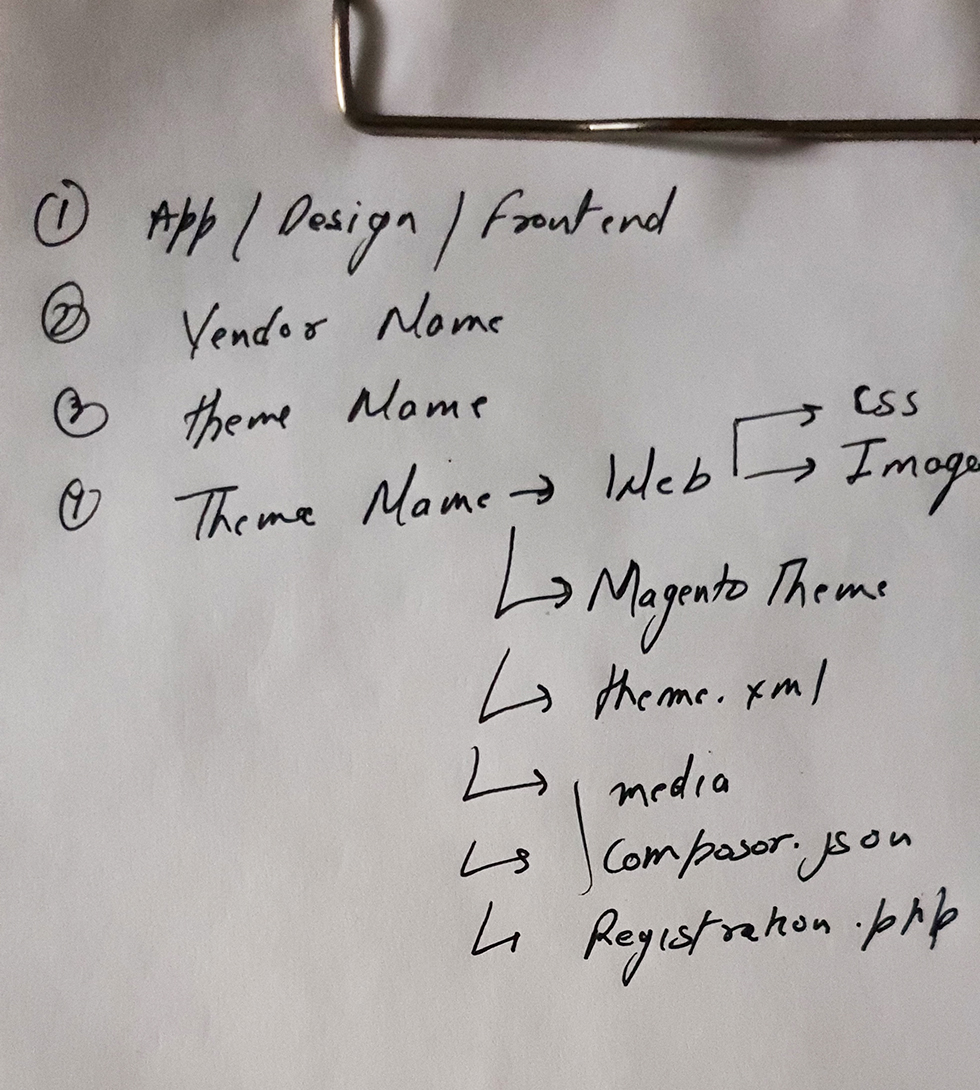 ① App / Design / Frontend
② Vendor Name
③ theme Name
css
④ Theme Name → Web → Image
↳ Magento Theme
↳ theme.xml
↳ media
↳ Composor.json
↳ Registration.php